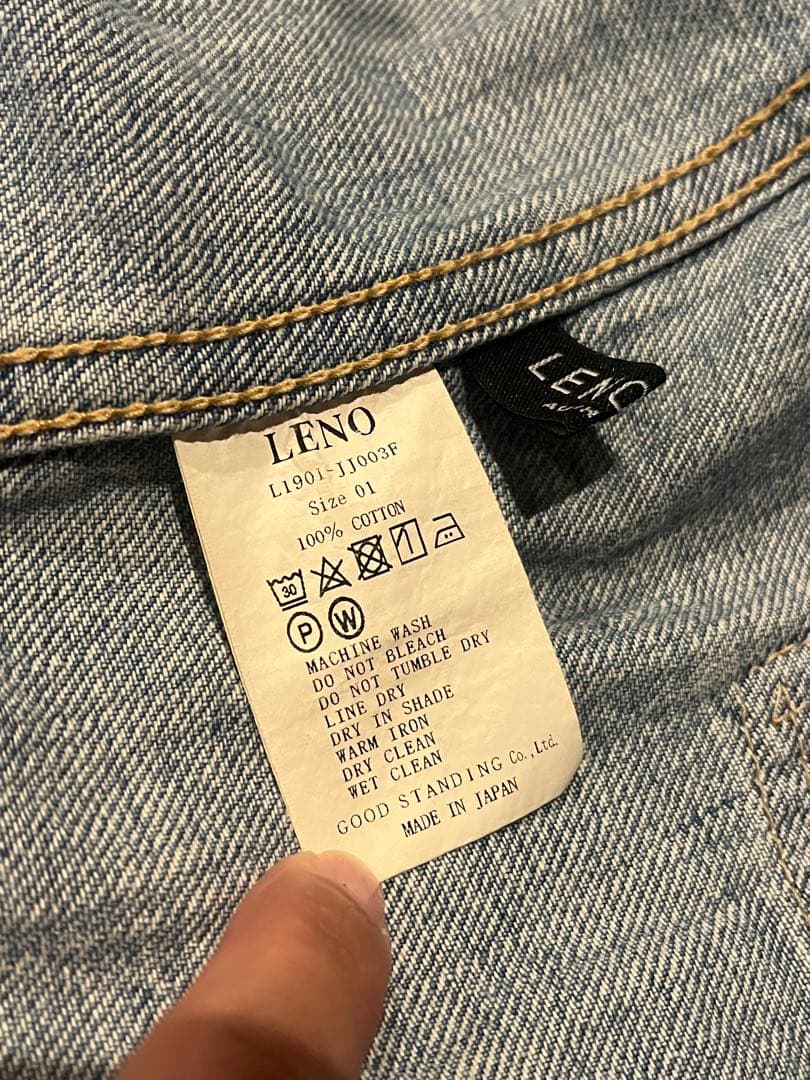 LENO
L1901-JJ003F
Size 01
100% COTTON
30
P W
MACHINE WASH
DO NOT BLEACH
DO NOT TUMBLE DRY
LINE DRY
DRY IN SHADE
WARM IRON
DRY CLEAN
WET CLEAN
GOOD STANDING Co.,Ltd.
MADE IN JAPAN
LENO